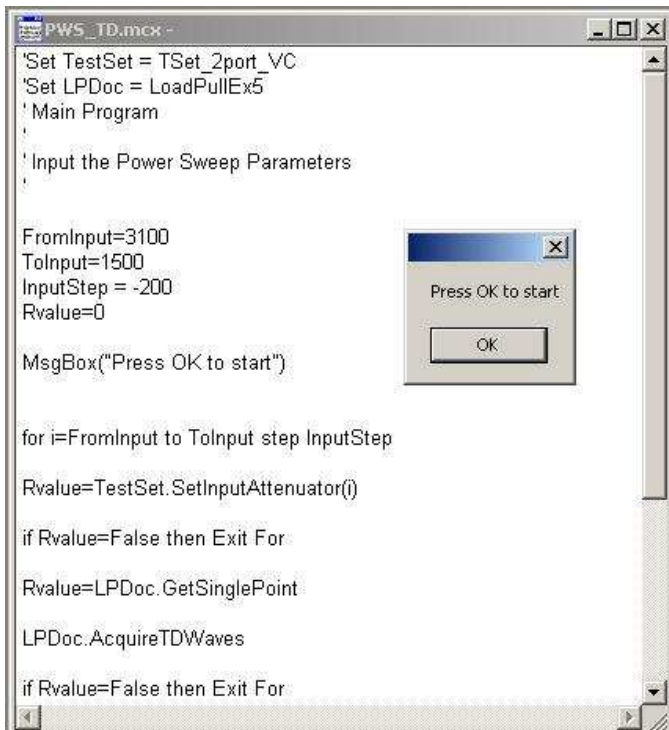 PWS_TD.mcx -
'Set TestSet = TSet_2port_VC
'Set LPDoc = LoadPullEx5
' Main Program
'
' Input the Power Sweep Parameters
'
FromInput=3100
ToInput=1500
InputStep = -200
Rvalue=0
MsgBox("Press OK to start")
for i=FromInput to ToInput step InputStep
Rvalue=TestSet.SetInputAttenuator(i)
if Rvalue=False then Exit For
Rvalue=LPDoc.GetSinglePoint
LPDoc.AcquireTDWaves
if Rvalue=False then Exit For
Press OK to start
OK